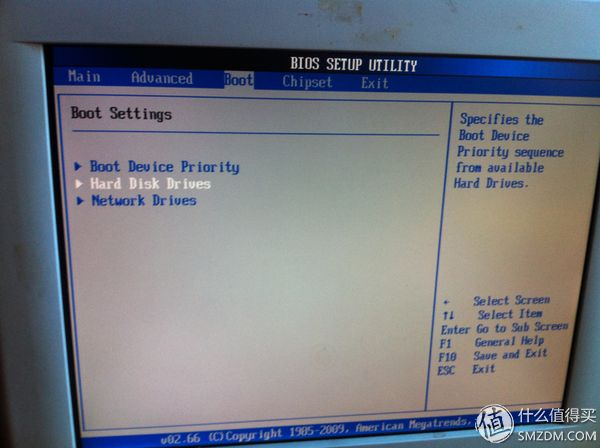 BIOS SETUP UTILITY
Main Advanced Boot Chipset Exit
Boot Settings
Boot Device Priority
Hard Disk Drives
Network Drives
Specifies the
Boot Device
Priority sequence
from available
Hard Drives.
← Select Screen
↑↓ Select Item
Enter Go to Sub Screen
F1 General Help
F10 Save and Exit
ESC Exit
v02.66 (C)Copyright 1985-2009, American Megatrends,
值 什么值得买
SMZDM.COM